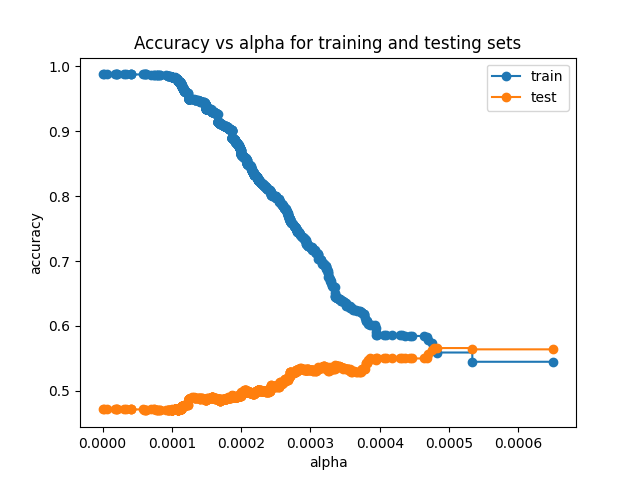 Accuracy vs alpha for training and testing sets
train
test
1.0
0.9
0.8
0.7
0.6
0.5
accuracy
0.0000 0.0001 0.0002 0.0003 0.0004 0.0005 0.0006
alpha